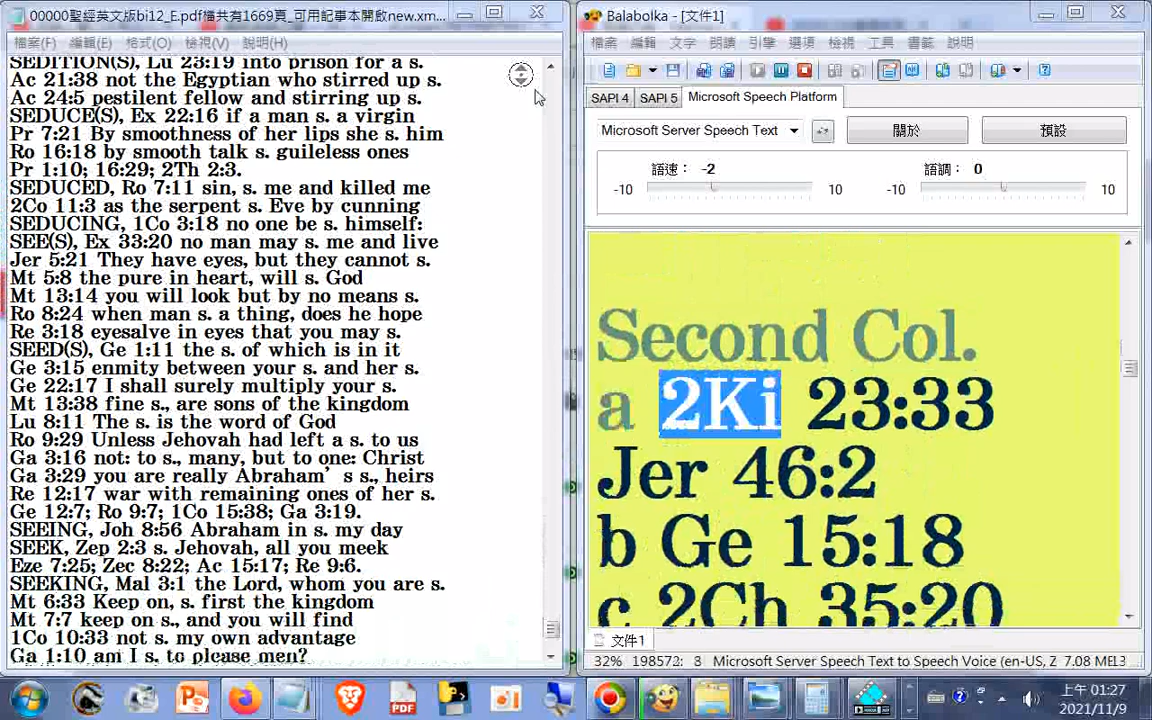 00000聖經英文版bi12_E.pdf檔共有1669頁_可用記事本開啟new.xm...
檔案(F) 編輯(E) 格式(O) 檢視(V) 說明(H)
SEDITION(S), Lu 23:19 into prison for a s.
Ac 21:38 not the Egyptian who stirred up s.
Ac 24:5 pestilent fellow and stirring up s.
SEDUCE(S), Ex 22:16 if a man s. a virgin
Pr 7:21 By smoothness of her lips she s. him
Ro 16:18 by smooth talk s. guileless ones
Pr 1:10; 16:29; 2Th 2:3.
SEDUCED, Ro 7:11 sin, s. me and killed me
2Co 11:3 as the serpent s. Eve by cunning
SEDUCING, 1Co 3:18 no one be s. himself:
SEE(S), Ex 33:20 no man may s. me and live
Jer 5:21 They have eyes, but they cannot s.
Mt 5:8 the pure in heart, will s. God
Mt 13:14 you will look but by no means s.
Ro 8:24 when man s. a thing, does he hope
Re 3:18 eyesalve in eyes that you may s.
SEED(S), Ge 1:11 the s. of which is in it
Ge 3:15 enmity between your s. and her s.
Ge 22:17 I shall surely multiply your s.
Mt 13:38 fine s., are sons of the kingdom
Lu 8:11 The s. is the word of God
Ro 9:29 Unless Jehovah had left a s. to us
Ga 3:16 not: to s., many, but to one: Christ
Ga 3:29 you are really Abraham’s s., heirs
Re 12:17 war with remaining ones of her s.
Ge 12:7; Ro 9:7; 1Co 15:38; Ga 3:19.
SEEING, Joh 8:56 Abraham in s. my day
SEEK, Zep 2:3 s. Jehovah, all you meek
Eze 7:25; Zec 8:22; Ac 15:17; Re 9:6.
SEEKING, Mal 3:1 the Lord, whom you are s.
Mt 6:33 Keep on, s. first the kingdom
Mt 7:7 keep on s., and you will find
1Co 10:33 not s. my own advantage
Ga 1:10 am I s. to please men?
Balabolka - [文件1]
檔案 編輯 文字 朗讀 引擎 選項 檢視 工具 書籤 說明
SAPI 4 SAPI 5 Microsoft Speech Platform
Microsoft Server Speech Text 關於 預設
語速： -2 語調： 0
-10 10 -10 10
Second Col.
a 2Ki 23:33
Jer 46:2
b Ge 15:18
c 2Ch 35:20
文件1
32% 198572: 8 Microsoft Server Speech Text to Speech Voice (en-US, Z 7.08 ME
PDF
上午 01:27
2021/11/9